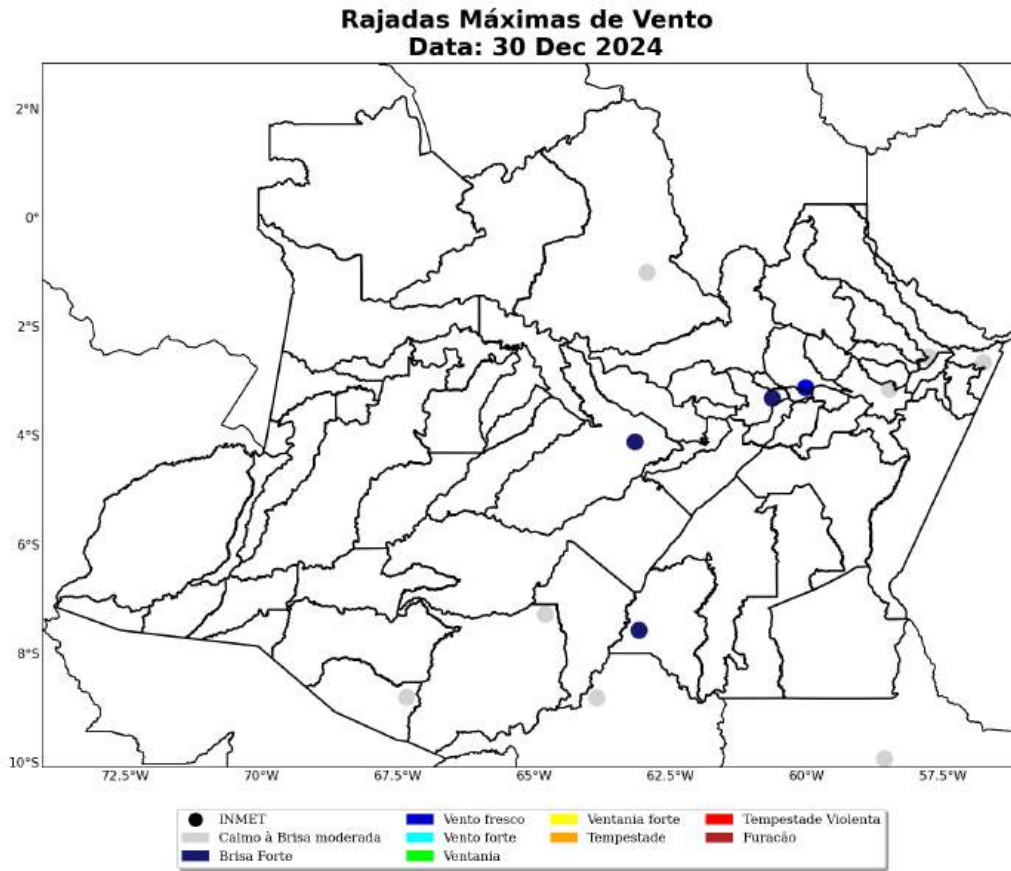 Rajadas Máximas de Vento
Data: 30 Dec 2024
2°N
0°
2°S
4°S
6°S
8°S
10°S
72.5°W 70°W 67.5°W 65°W 62.5°W 60°W 57.5°W
INMET Vento fresco Ventania forte Tempestade Violenta
Calmo à Brisa moderada Vento forte Tempestade Furacão
Brisa Forte Ventania